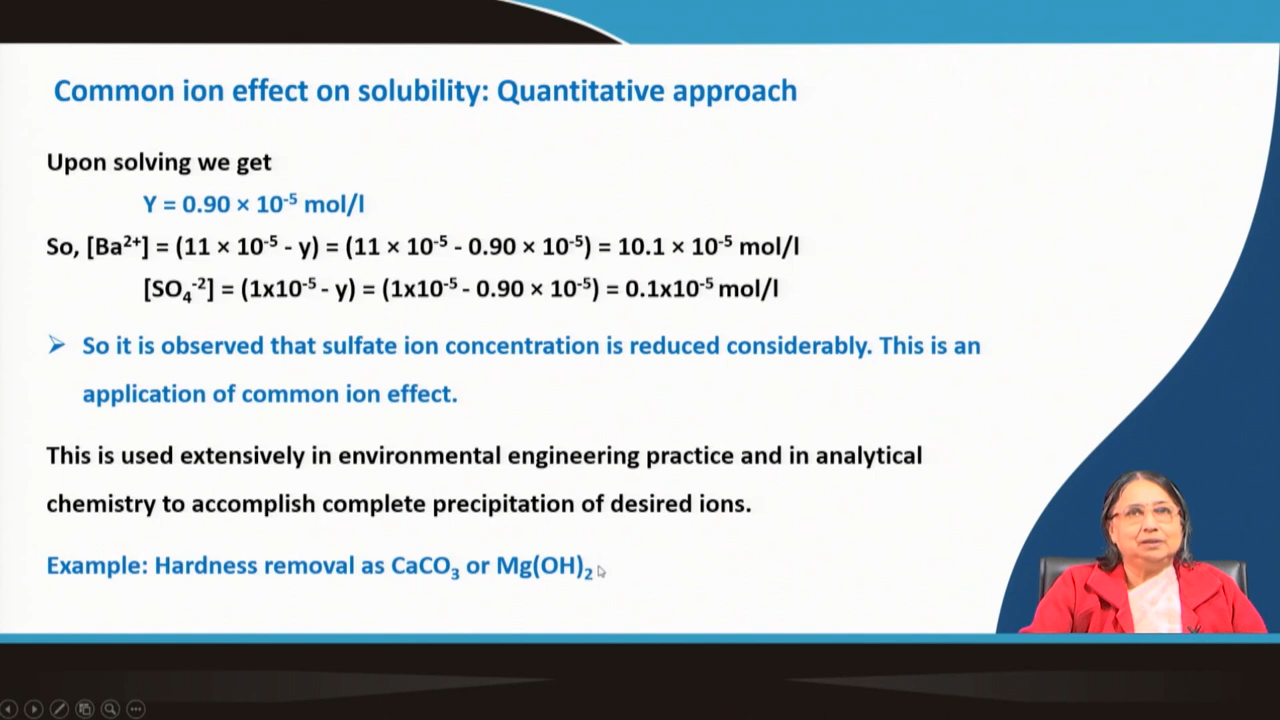 Common ion effect on solubility: Quantitative approach
Upon solving we get
Y = 0.90 × 10⁻⁵ mol/l
So, [Ba²⁺] = (11 × 10⁻⁵ - y) = (11 × 10⁻⁵ - 0.90 × 10⁻⁵) = 10.1 × 10⁻⁵ mol/l
[SO₄⁻²] = (1x10⁻⁵ - y) = (1x10⁻⁵ - 0.90 × 10⁻⁵) = 0.1x10⁻⁵ mol/l
So it is observed that sulfate ion concentration is reduced considerably. This is an
application of common ion effect.
This is used extensively in environmental engineering practice and in analytical
chemistry to accomplish complete precipitation of desired ions.
Example: Hardness removal as CaCO₃ or Mg(OH)₂